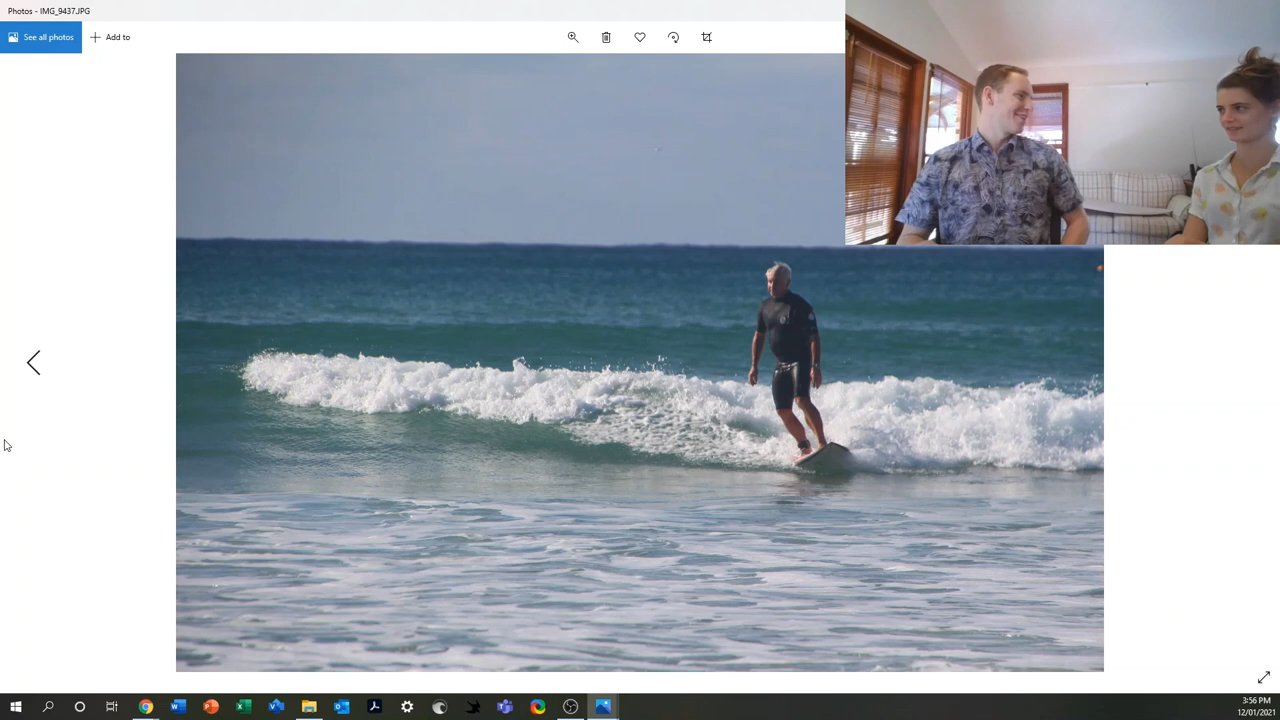 Photos - IMG_9437.JPG
See all photos
Add to
3:56 PM
12/01/2021